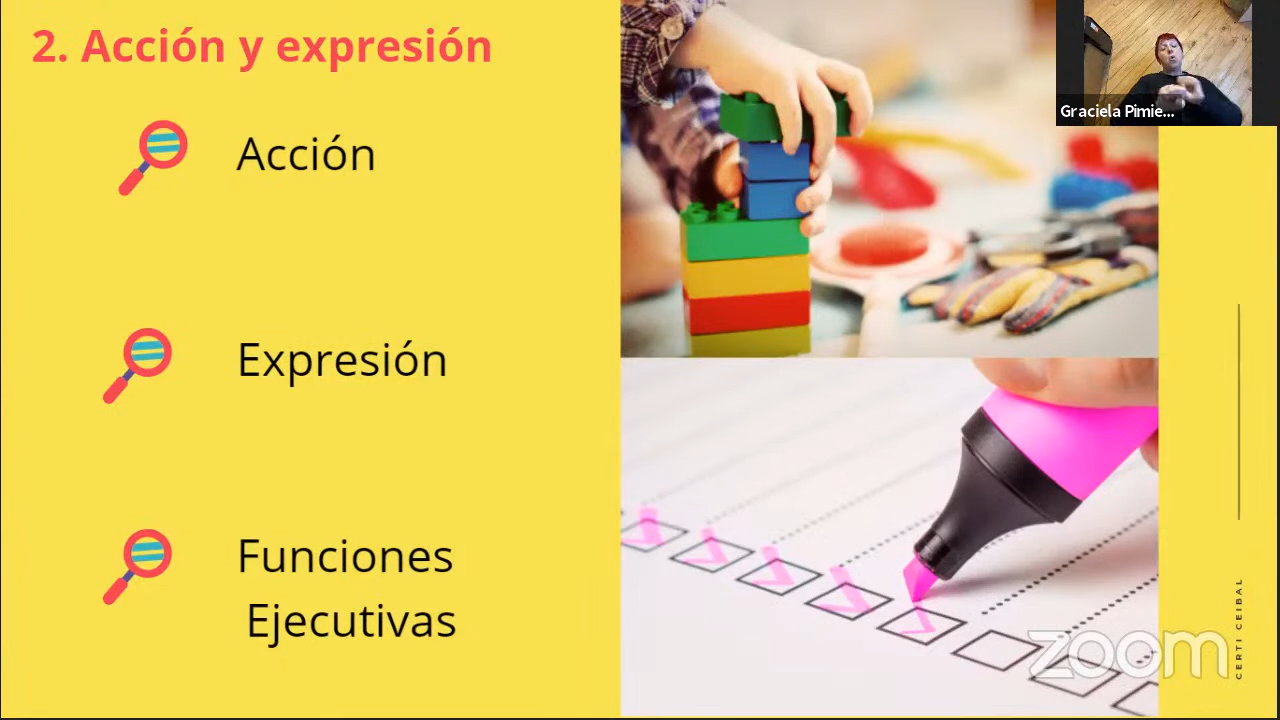 2. Acción y expresión
Acción
Expresión
Funciones
Ejecutivas
Graciela Pimie...
zoom
CERTI CEIBAL